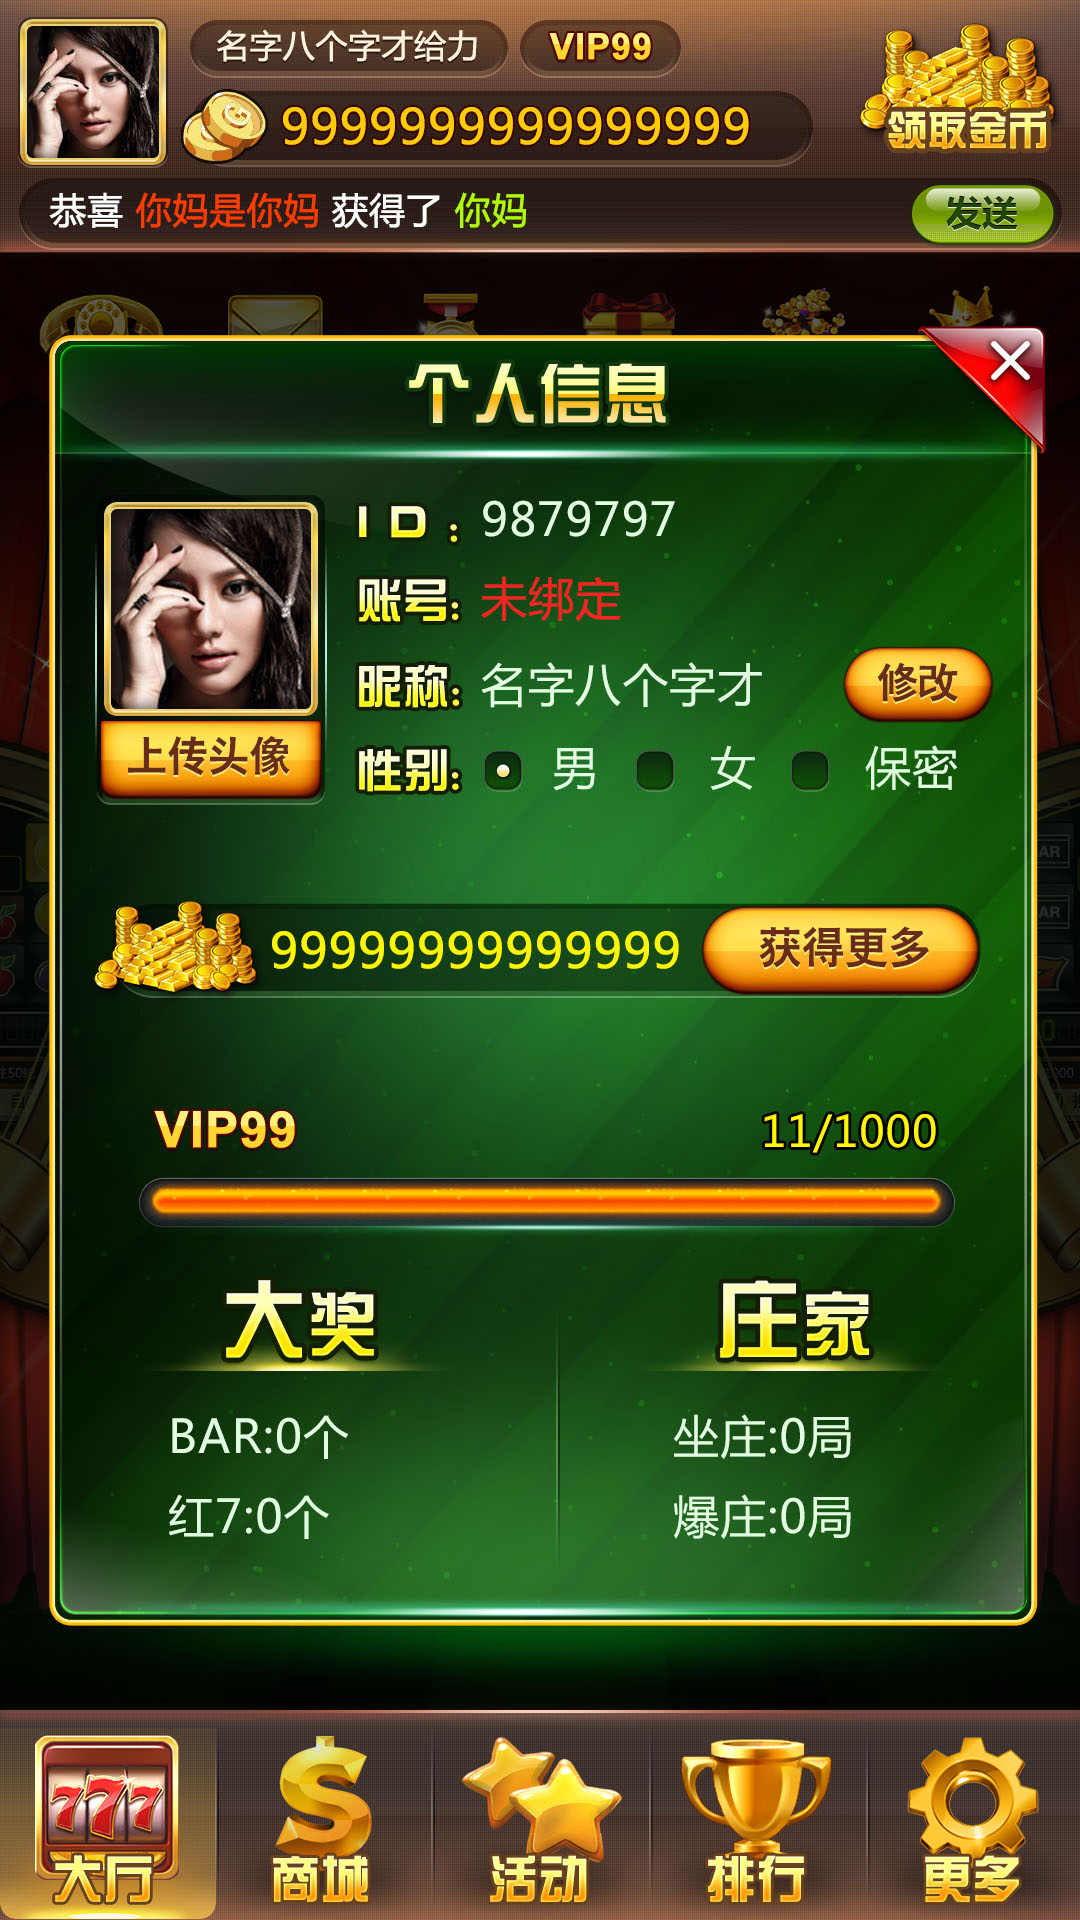 名字八个字才给力 VIP99
9999999999999999
领取金币
恭喜 你妈是你妈 获得了 你妈
发送
个人信息
ID：9879797
账号:未绑定
昵称:名字八个字才
修改
上传头像
性别: 男 女 保密
99999999999999
获得更多
VIP99 11/1000
大奖 庄家
BAR:0个 坐庄:0局
红7:0个 爆庄:0局
777
大厅 商城 活动 排行 更多